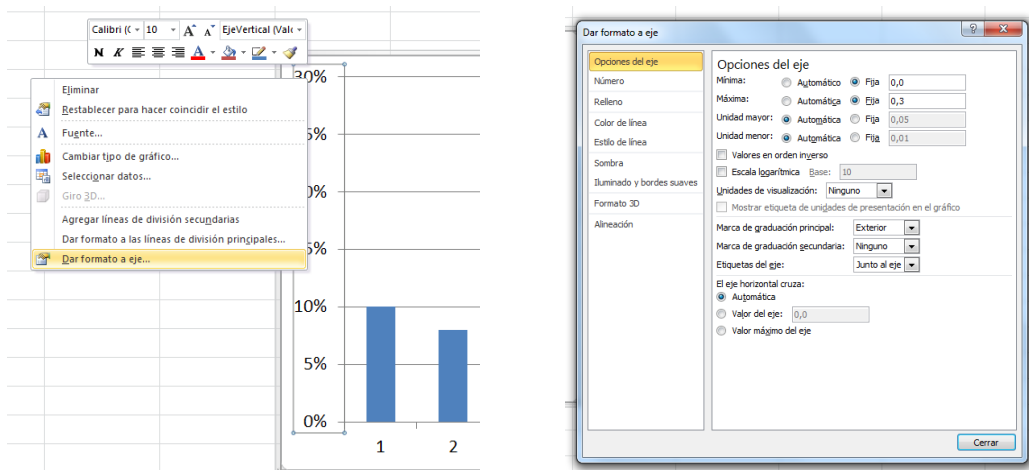 Calibri (( 10 A A EjeVertical (Valo
N K A
Eliminar
Restablecer para hacer coincidir el estilo
A Fuente...
Cambiar tipo de gráfico...
Seleccionar datos...
Giro 3D...
Agregar líneas de división secundarias
Dar formato a las líneas de división principales...
Dar formato a eje...
30%
5%
0%
5%
10%
5%
0%
1 2
Dar formato a eje
Opciones del eje
Número
Relleno
Color de línea
Estilo de línea
Sombra
Iluminado y bordes suaves
Formato 3D
Alineación
Opciones del eje
Mínima: Automático Fija 0,0
Máxima: Automática Fija 0,3
Unidad mayor: Automática Fija 0,05
Unidad menor: Automática Fija 0,01
Valores en orden inverso
Escala logarítmica Base: 10
Unidades de visualización: Ninguno
Mostrar etiqueta de unidades de presentación en el gráfico
Marca de graduación principal: Exterior
Marca de graduación secundaria: Ninguno
Etiquetas del eje: Junto al eje
El eje horizontal cruza:
Automática
Valor del eje: 0,0
Valor máximo del eje
Cerrar